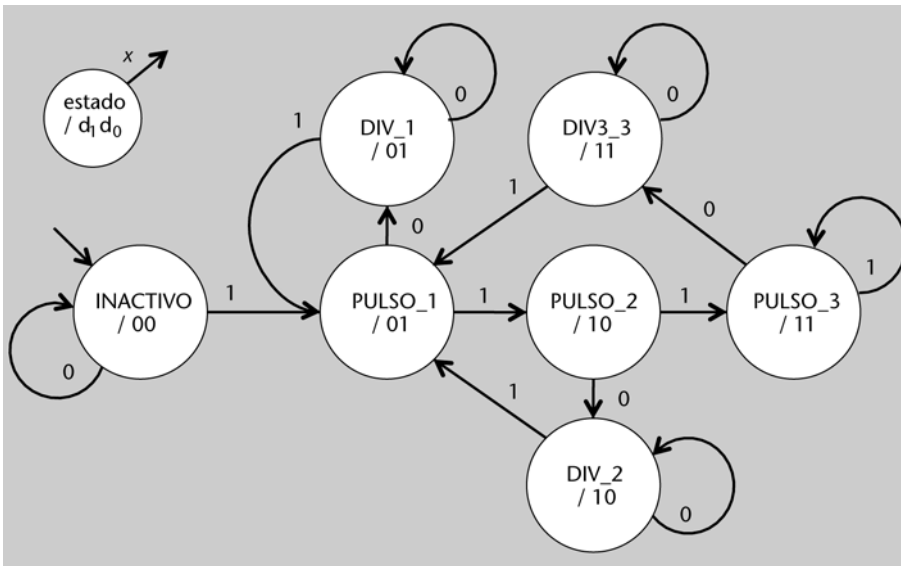 x
estado
/ d1 d0
DIV_1
/ 01
0
1
DIV3_3
/ 11
0
1
0
0
INACTIVO
/ 00
0
1
PULSO_1
/ 01
1
PULSO_2
/ 10
1
PULSO_3
/ 11
1
0
1
DIV_2
/ 10
0